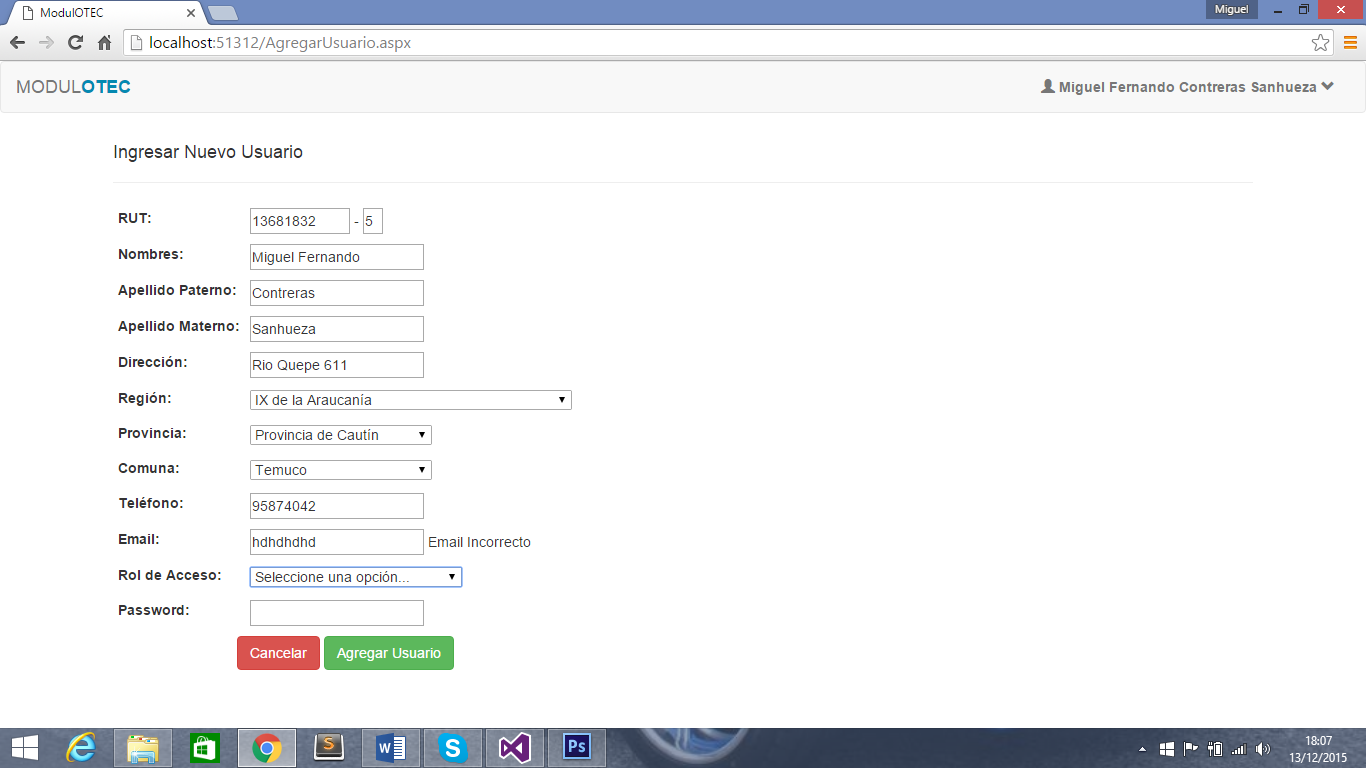 ModulOTEC
Miguel
localhost:51312/AgregarUsuario.aspx
MODULOTEC
Miguel Fernando Contreras Sanhueza
Ingresar Nuevo Usuario
RUT: 13681832 - 5
Nombres: Miguel Fernando
Apellido Paterno: Contreras
Apellido Materno: Sanhueza
Dirección: Rio Quepe 611
Región: IX de la Araucanía
Provincia: Provincia de Cautín
Comuna: Temuco
Teléfono: 95874042
Email: hdhdhdhd Email Incorrecto
Rol de Acceso: Seleccione una opción...
Password:
Cancelar Agregar Usuario
S W S Ps
18:07
13/12/2015